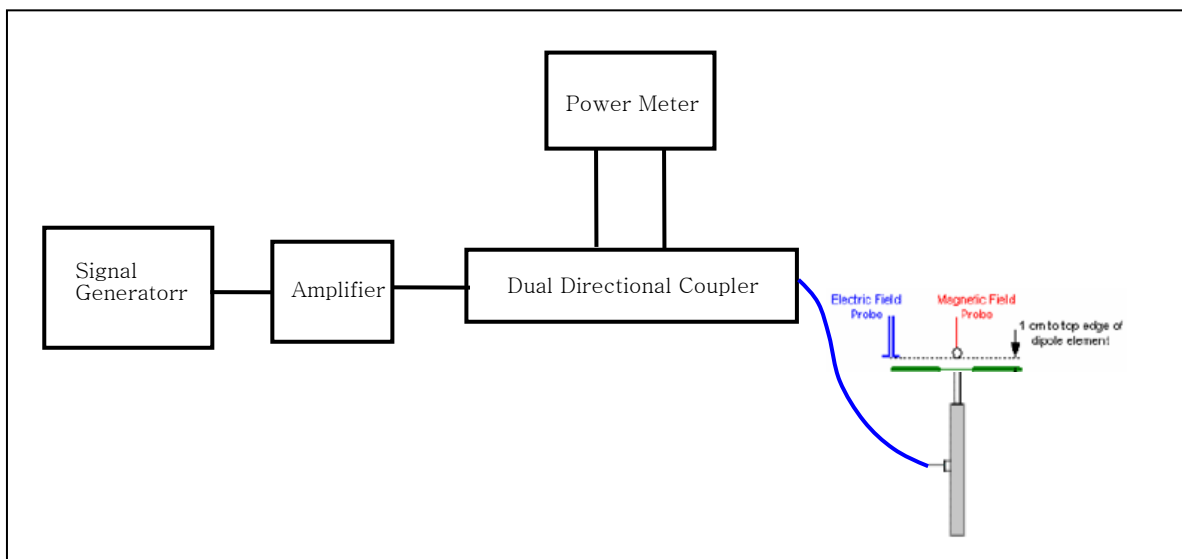 Power Meter
Signal
Generatorr
Amplifier
Dual Directional Coupler
Electric Field
Probe
Magnetic Field
Probe
1 cm to top edge of
dipole element